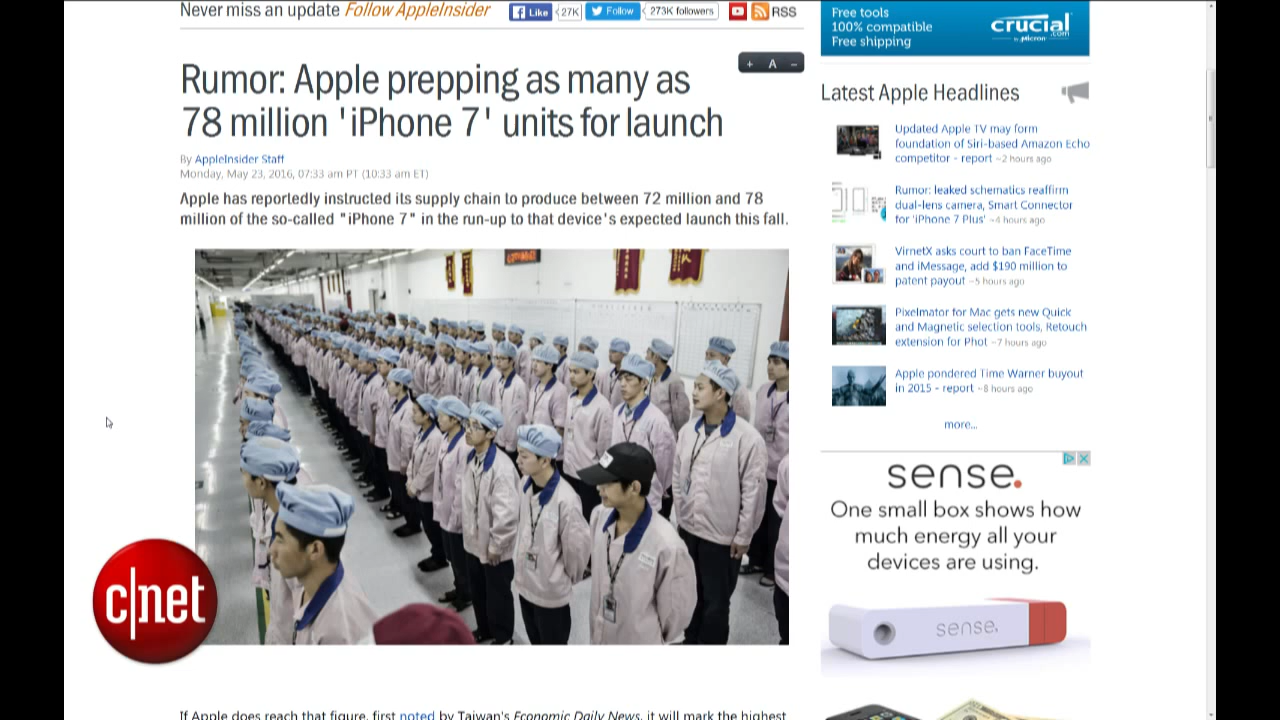 Never miss an update Follow AppleInsider
Like 27K Follow 273K followers RSS
+ A −
Rumor: Apple prepping as many as
78 million 'iPhone 7' units for launch
By AppleInsider Staff
Monday, May 23, 2016, 07:33 am PT (10:33 am ET)
Apple has reportedly instructed its supply chain to produce between 72 million and 78
million of the so-called "iPhone 7" in the run-up to that device's expected launch this fall.
c|net
If Apple does reach that figure, first noted by Taiwan's Economic Daily News, it will mark the highest
Free tools
100% compatible
Free shipping
crucial
.com
by Micron
Latest Apple Headlines
Updated Apple TV may form
foundation of Siri-based Amazon Echo
competitor - report ~2 hours ago
Rumor: leaked schematics reaffirm
dual-lens camera, Smart Connector
for 'iPhone 7 Plus' ~4 hours ago
VirnetX asks court to ban FaceTime
and iMessage, add $190 million to
patent payout ~5 hours ago
Pixelmator for Mac gets new Quick
and Magnetic selection tools, Retouch
extension for Phot ~7 hours ago
Apple pondered Time Warner buyout
in 2015 - report ~8 hours ago
more...
sense.
One small box shows how
much energy all your
devices are using.
sense.